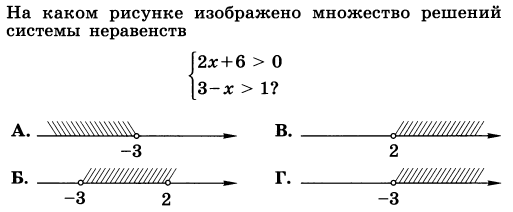 На каком рисунке изображено множество решений
системы неравенств
2x+6 > 0
3−x > 1?
А. −3
В. 2
Б. −3 2
Г. −3